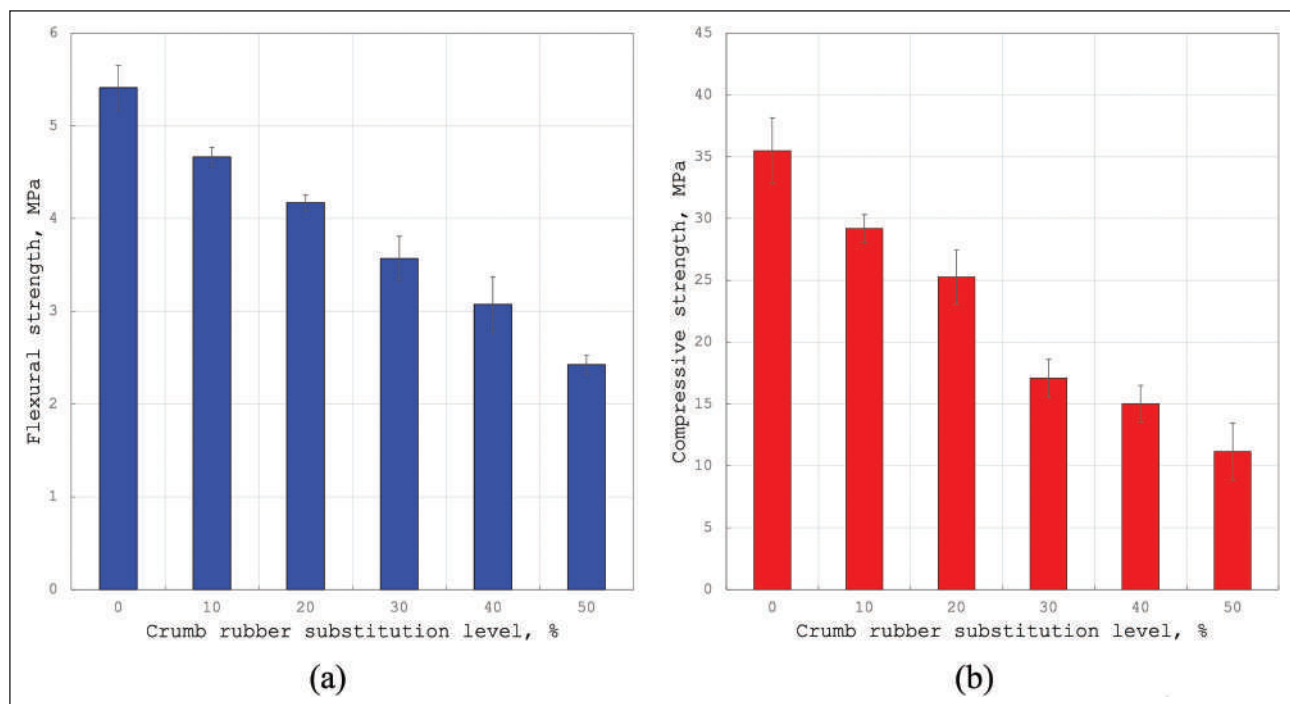 Flexural strength, MPa
6
5
4
3
2
1
0
0 10 20 30 40 50
Crumb rubber substitution level, %
(a)
Compressive strength, MPa
45
40
35
30
25
20
15
10
5
0
0 10 20 30 40 50
Crumb rubber substitution level, %
(b)